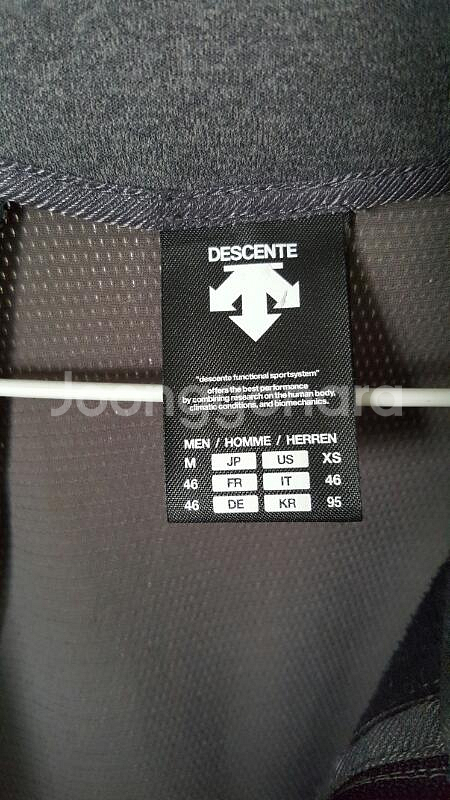 DESCENTE
"descente functional sportsystem"
offers the best performance
by combining research on the human body,
climatic conditions, and biomechanics.
Joonggonara
MEN / HOMME / HERREN
M JP US XS
46 FR IT 46
46 DE KR 95